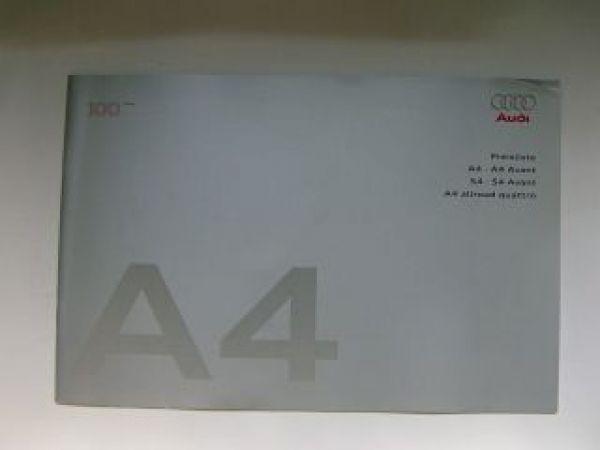 100
Audi
Preisliste
A4 · A4 Avant
S4 · S4 Avant
A4 allroad quattro
A4